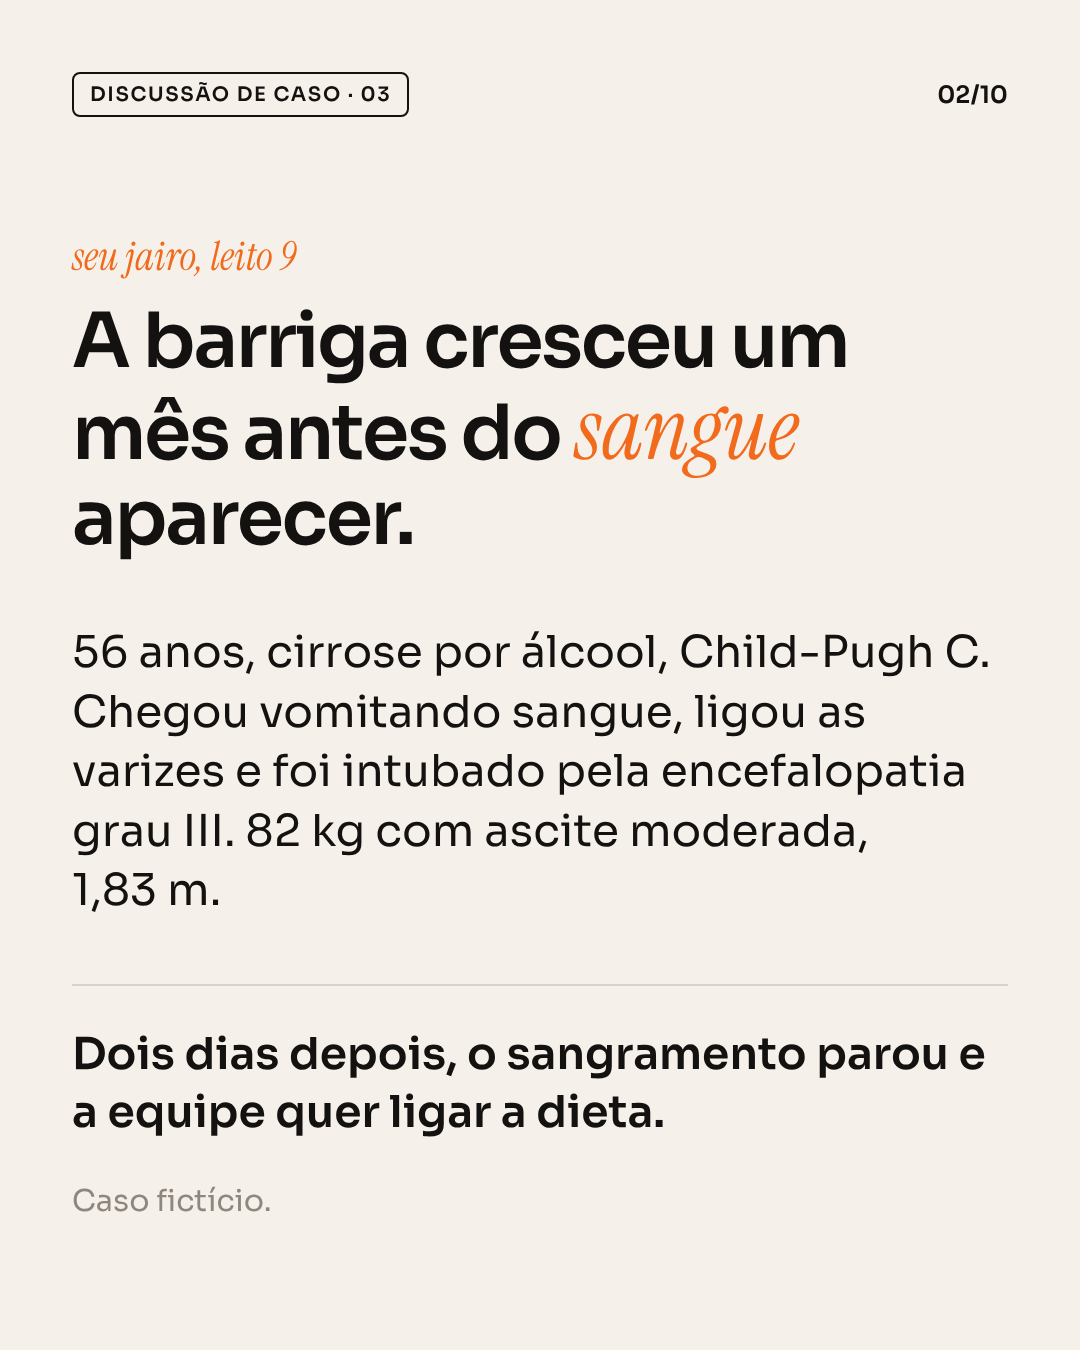 DISCUSSÃO DE CASO · 03
02/10
seu jairo, leito 9
A barriga cresceu um
mês antes do sangue
aparecer.
56 anos, cirrose por álcool, Child-Pugh C.
Chegou vomitando sangue, ligou as
varizes e foi intubado pela encefalopatia
grau III. 82 kg com ascite moderada,
1,83 m.
Dois dias depois, o sangramento parou e
a equipe quer ligar a dieta.
Caso fictício.